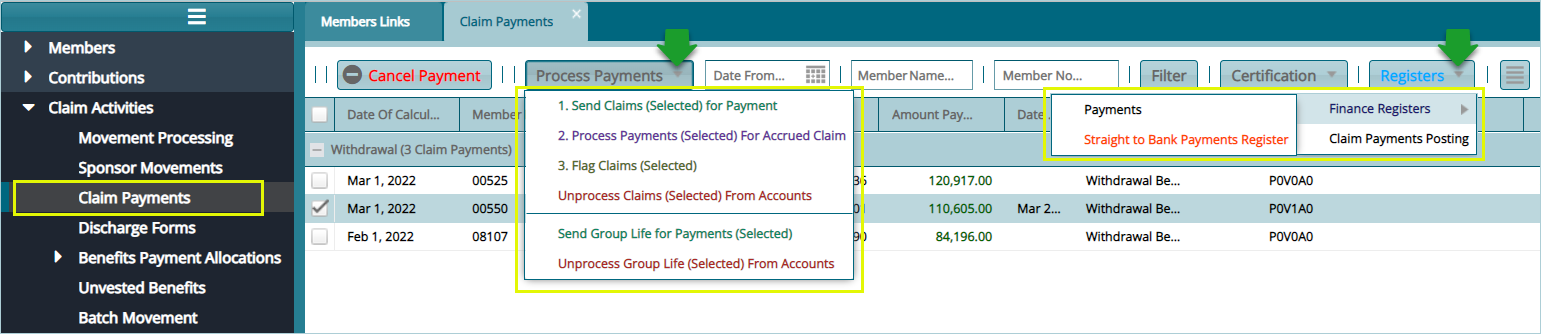 Members Links
Claim Payments
Members
Contributions
Claim Activities
Movement Processing
Sponsor Movements
Claim Payments
Discharge Forms
Benefits Payment Allocations
Unvested Benefits
Batch Movement
Cancel Payment
Process Payments
Date From...
Member Name...
Member No...
Filter
Certification
Registers
1. Send Claims (Selected) for Payment
2. Process Payments (Selected) For Accrued Claim
3. Flag Claims (Selected)
Unprocess Claims (Selected) From Accounts
Send Group Life for Payments (Selected)
Unprocess Group Life (Selected) From Accounts
Payments
Straight to Bank Payments Register
Finance Registers
Claim Payments Posting
Date Of Calcul... Member Amount Pay... Date
Withdrawal (3 Claim Payments)
Mar 1, 2022 00525 120,917.00 Withdrawal Be... P0V0A0
Mar 1, 2022 00550 110,605.00 Mar 2... Withdrawal Be... P0V1A0
Feb 1, 2022 08107 84,196.00 Withdrawal Be... P0V0A0